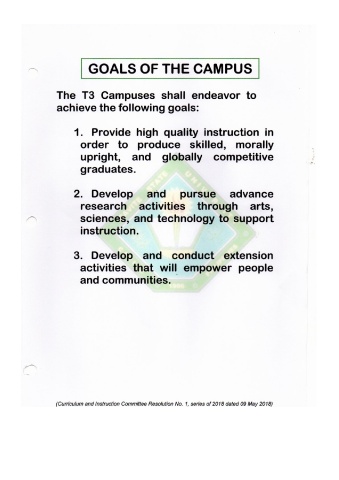 GOALS OF THE CAMPUS
The T3 Campuses shall endeavor to
achieve the following goals:
1. Provide high quality instruction in
order to produce skilled, morally
upright, and globally competitive
graduates.
2. Develop and pursue advance
research activities through arts,
sciences, and technology to support
instruction.
3. Develop and conduct extension
activities that will empower people
and communities.
(Curriculum and Instruction Committee Resolution No. 1, series of 2018 dated 09 May 2018)